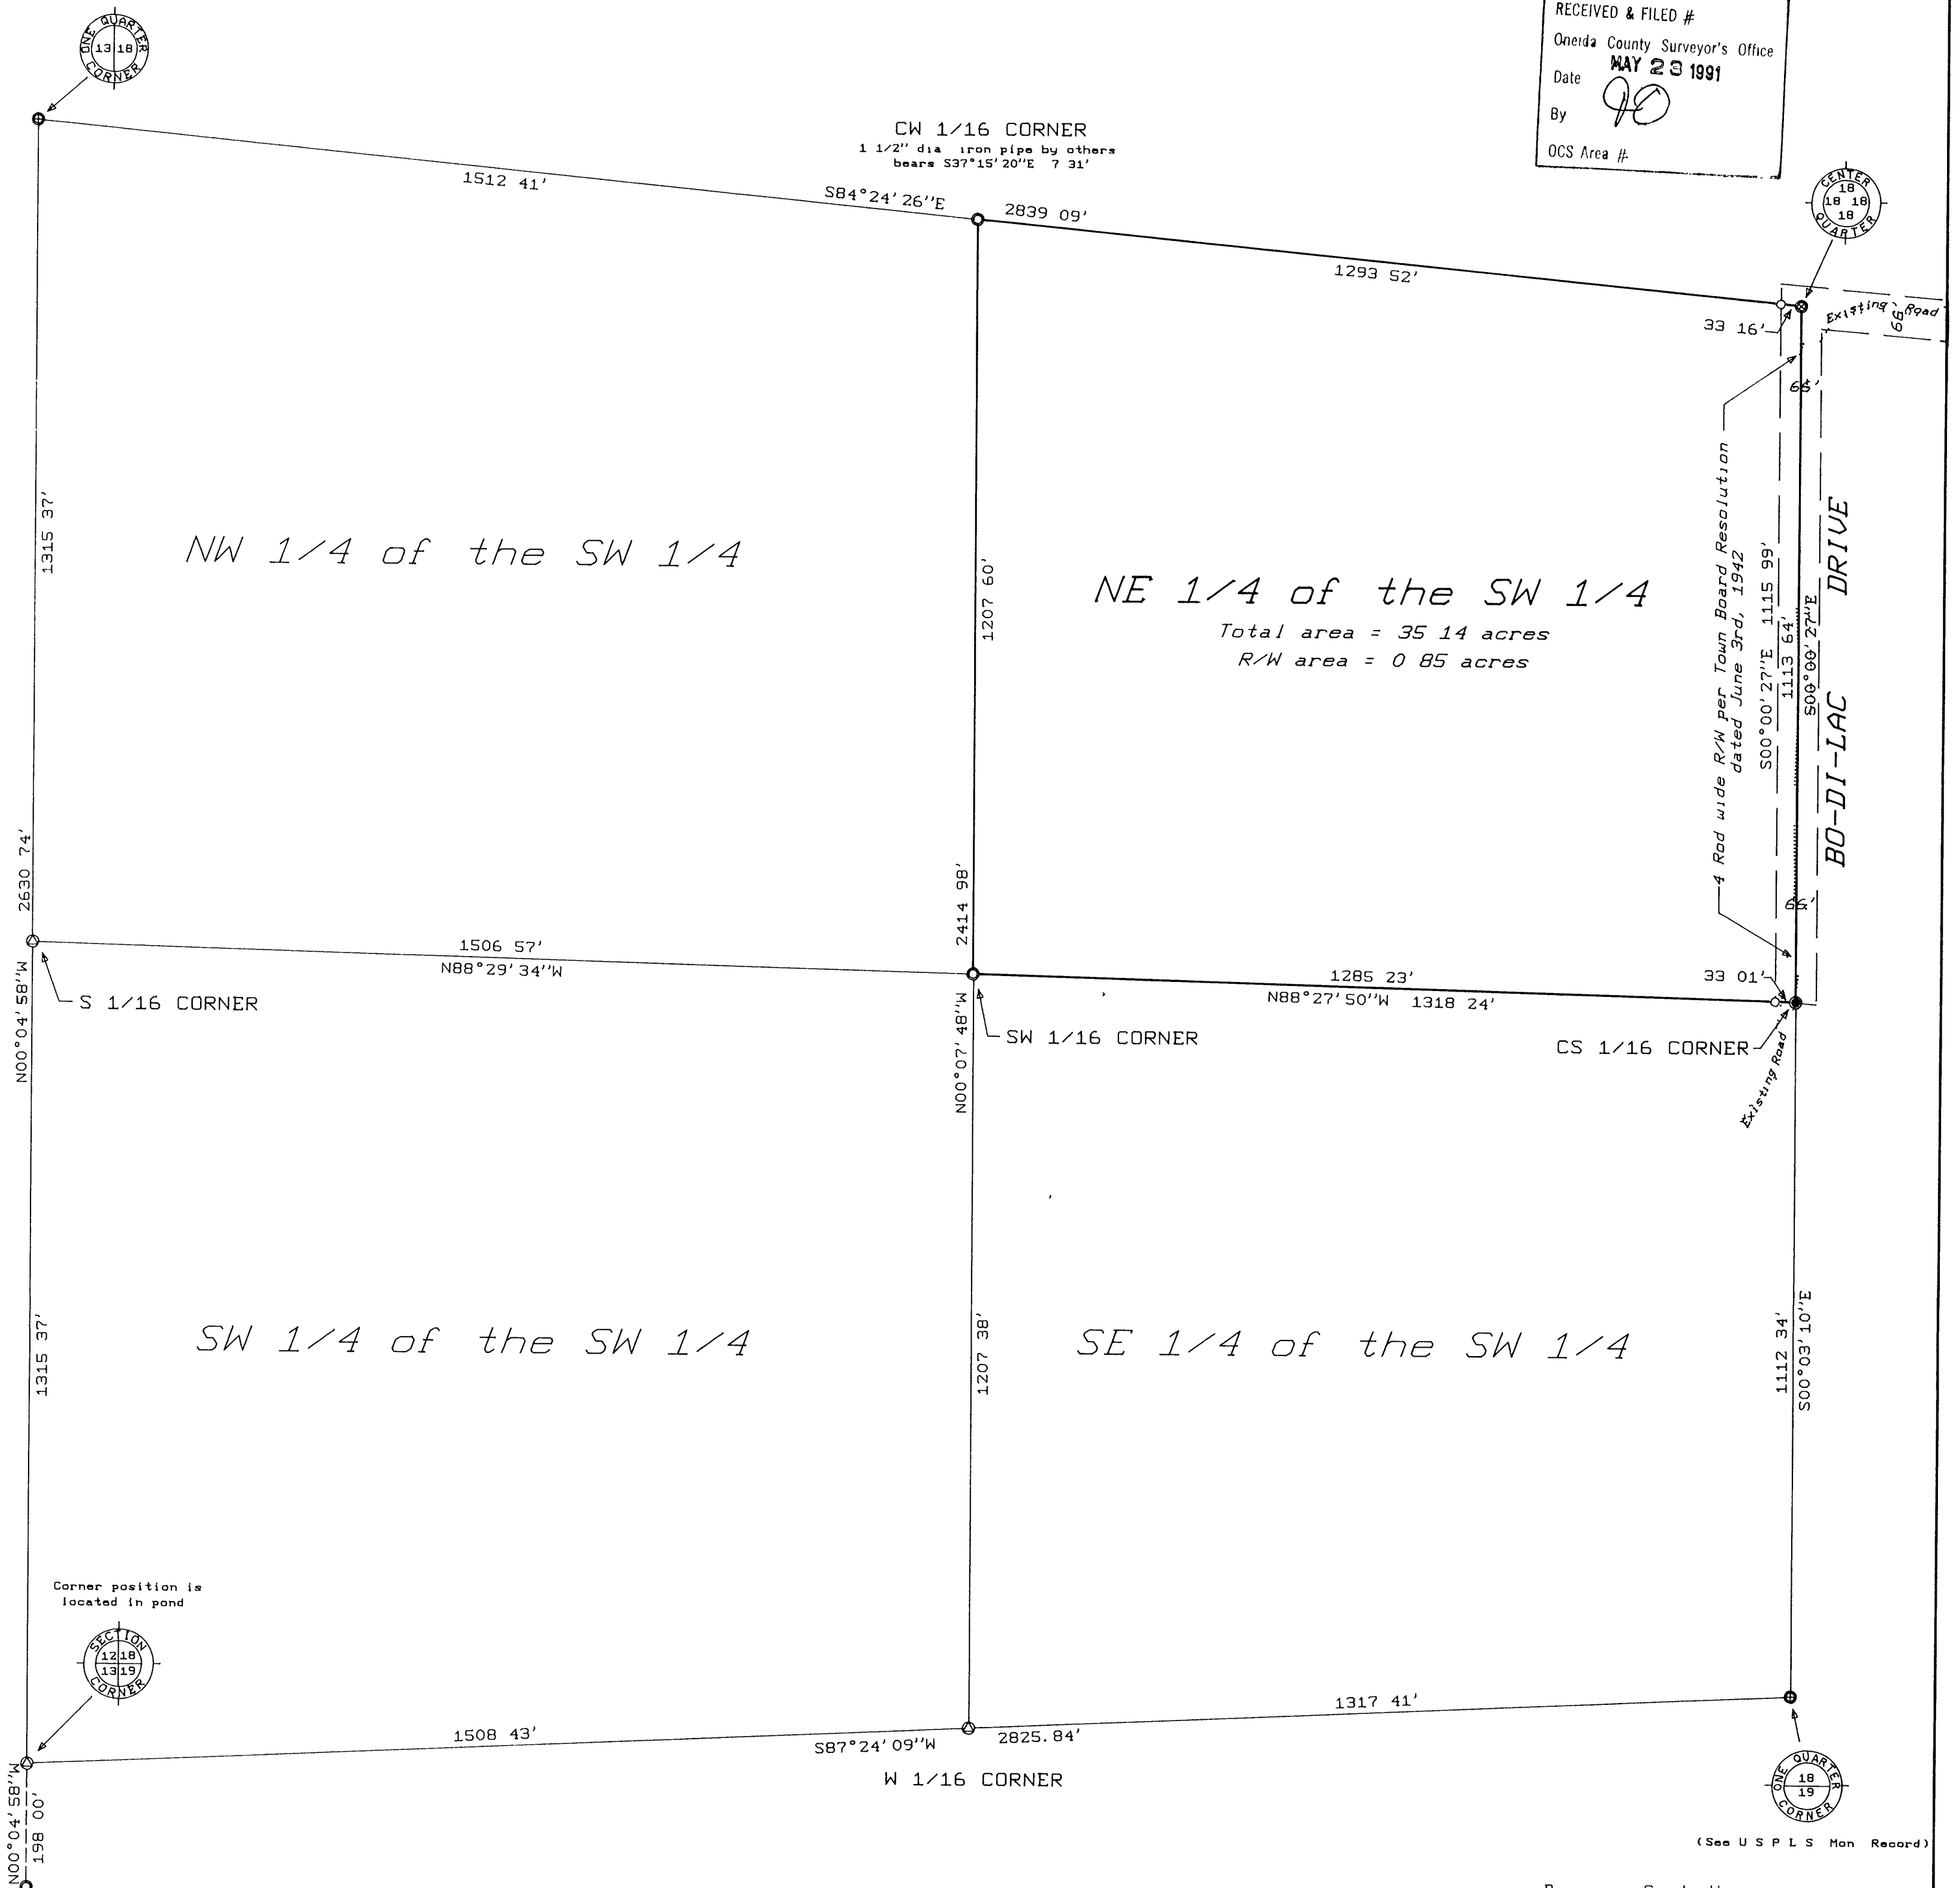 RECEIVED & FILED #
Oneida County Surveyor's Office
MAY 23 1991
Date
By
OCS Area #
ONE QUARTER
13 18
CORNER
CW 1/16 CORNER
1 1/2" dia iron pipe by others
bears S37°15'20"E 7 31'
CENTER
18
18 18
18
QUARTER
1512 41'
S84°24'26"E
2839 09'
1293 52'
33 16'
Existing Road
66'
66'
1315 37'
NW 1/4 of the SW 1/4
1207 60'
NE 1/4 of the SW 1/4
Total area = 35 14 acres
R/W area = 0 85 acres
4 Rod wide R/W per Town Board Resolution
dated June 3rd, 1942
S00°00'27"E 1115 99'
1113 64'
S00°00'27"E
BO-DI-LAC DRIVE
2630 74'
2414 98'
66'
1506 57'
N88°29'34"W
1285 23'
N88°27'50"W 1318 24'
33 01'
N00°04'58"W
S 1/16 CORNER
N00°07'48"W
SW 1/16 CORNER
CS 1/16 CORNER
Existing Road
1315 37'
SW 1/4 of the SW 1/4
1207 38'
SE 1/4 of the SW 1/4
1112 34'
S00°03'10"E
Corner position is
located in pond
SECTION
12 18
13 19
CORNER
1508 43'
S87°24'09"W
2825.84'
1317 41'
W 1/16 CORNER
ONE QUARTER
18
19
CORNER
(See U S P L S Mon Record)
N00°04'58"W
198 00'